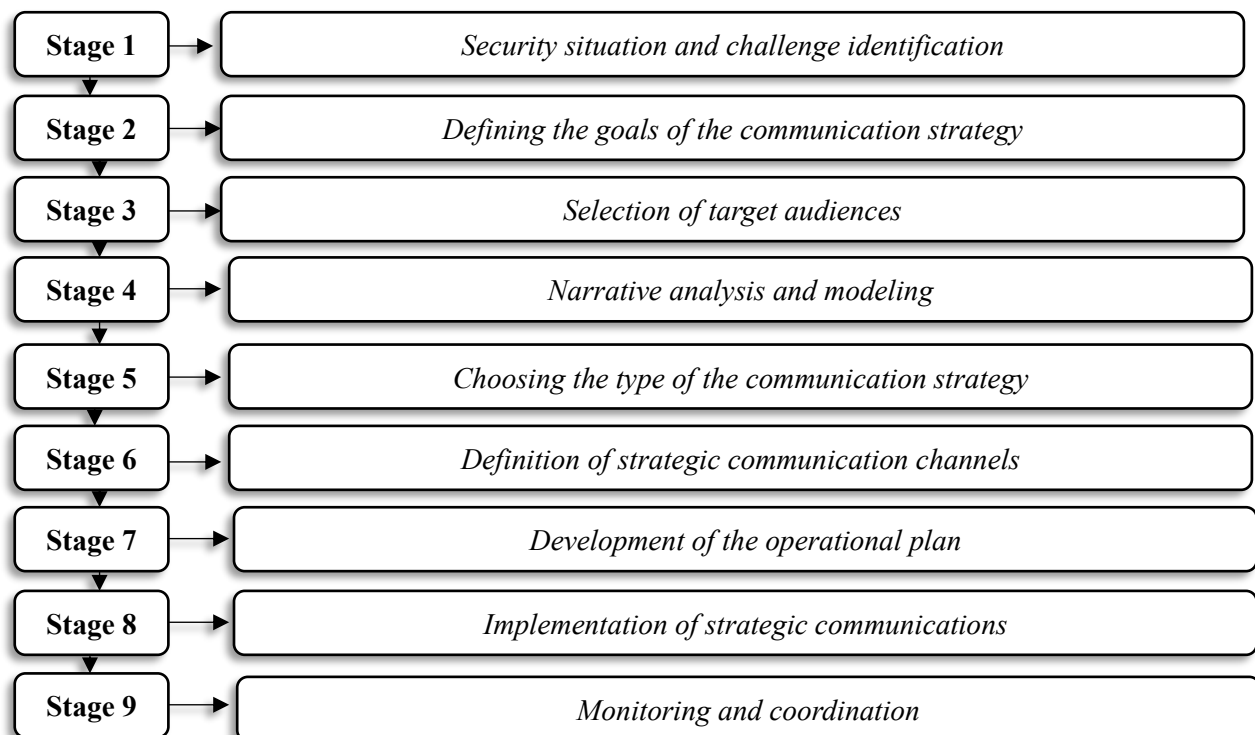 Stage 1
Security situation and challenge identification
Stage 2
Defining the goals of the communication strategy
Stage 3
Selection of target audiences
Stage 4
Narrative analysis and modeling
Stage 5
Choosing the type of the communication strategy
Stage 6
Definition of strategic communication channels
Stage 7
Development of the operational plan
Stage 8
Implementation of strategic communications
Stage 9
Monitoring and coordination